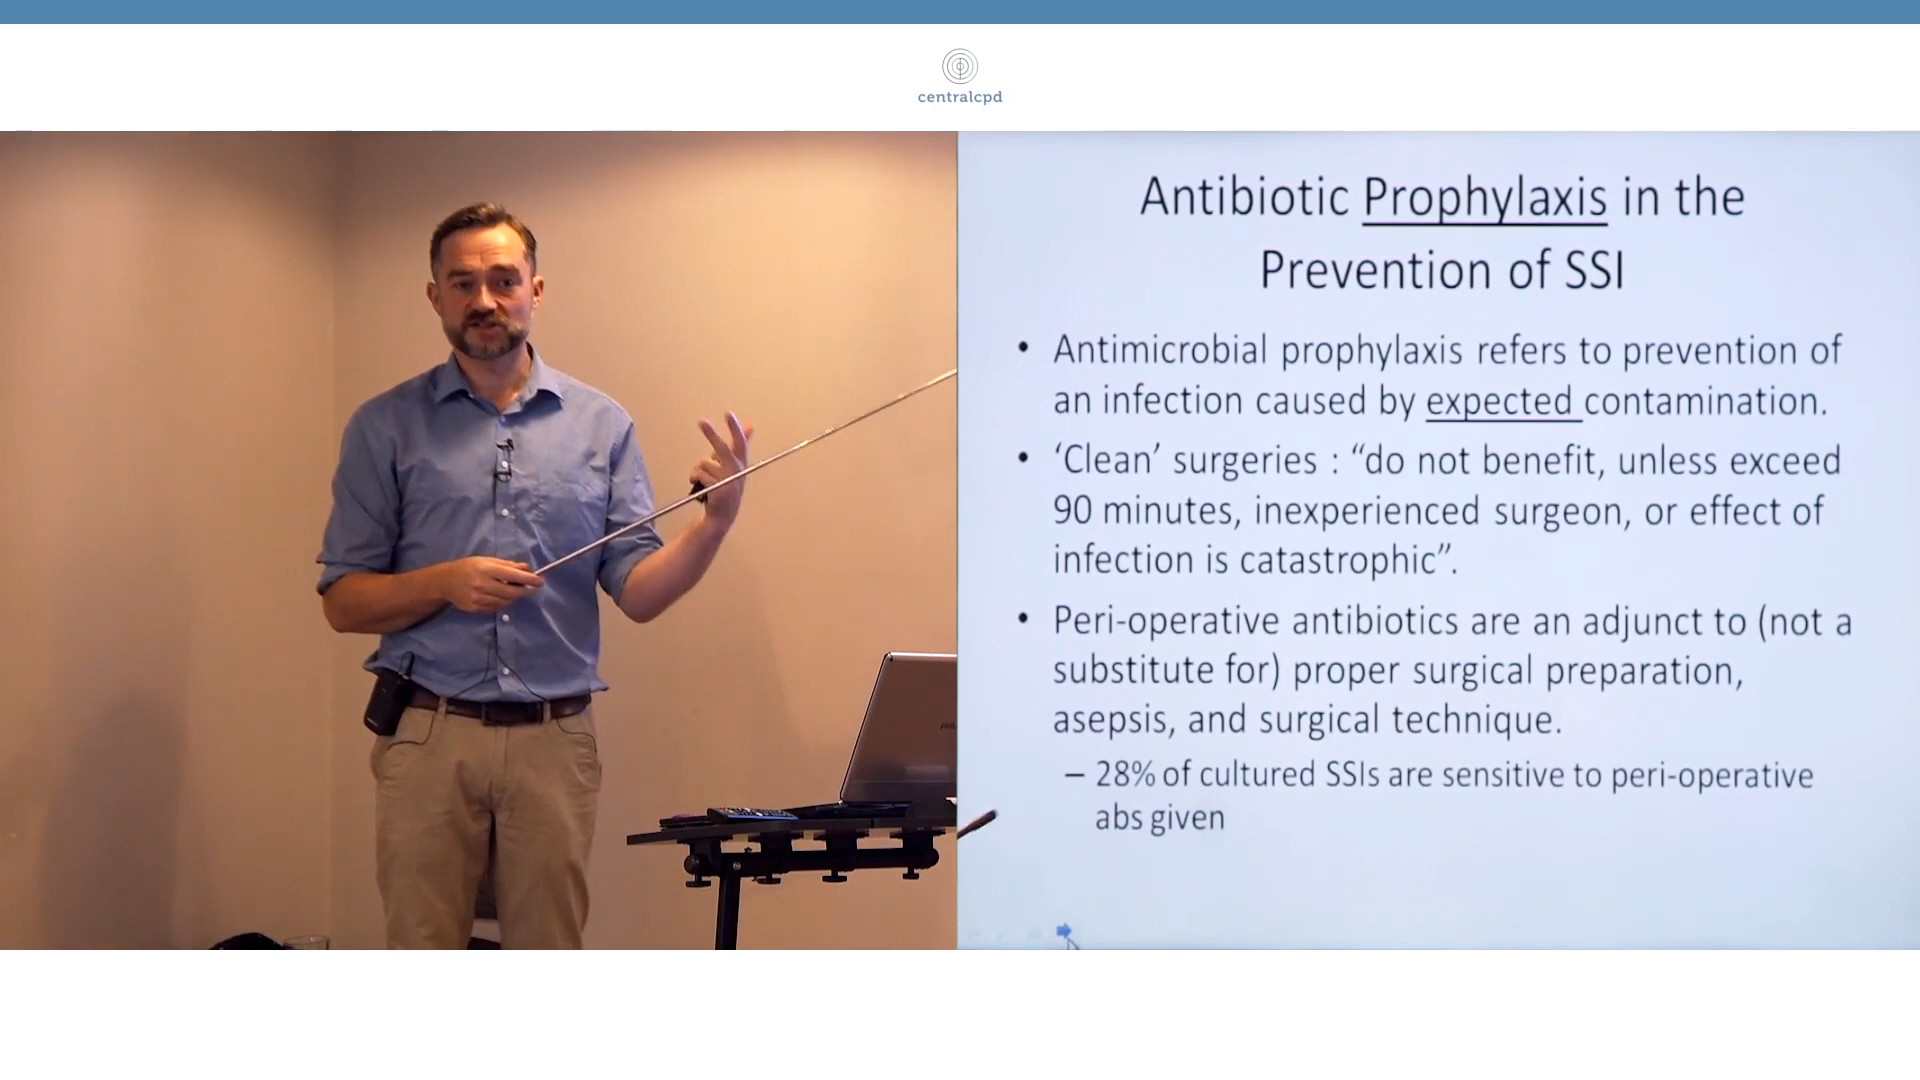 centralcpd
Antibiotic Prophylaxis in the
Prevention of SSI
• Antimicrobial prophylaxis refers to prevention of
an infection caused by expected contamination.
• ‘Clean’ surgeries : “do not benefit, unless exceed
90 minutes, inexperienced surgeon, or effect of
infection is catastrophic”.
• Peri-operative antibiotics are an adjunct to (not a
substitute for) proper surgical preparation,
asepsis, and surgical technique.
– 28% of cultured SSIs are sensitive to peri-operative
abs given